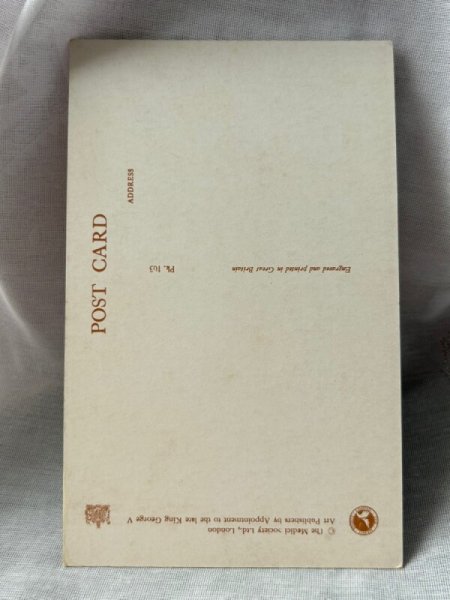 POST CARD
ADDRESS
Pk. 103
Engraved and printed in Great Britain
© The Medici Society Ltd., London
Art Publishers by Appointment to the late King George V